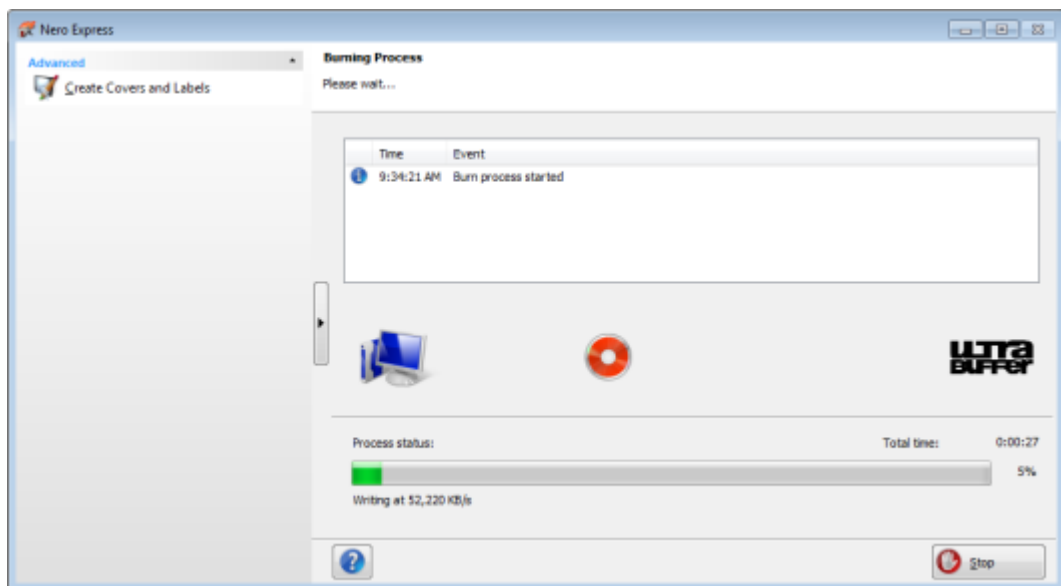 Nero Express
Advanced
Create Covers and Labels
Burning Process
Please wait...
Time Event
9:34:21 AM Burn process started
ULTRA
BUFFER
Process status: Total time: 0:00:27
5%
Writing at 52,220 KB/s
Stop